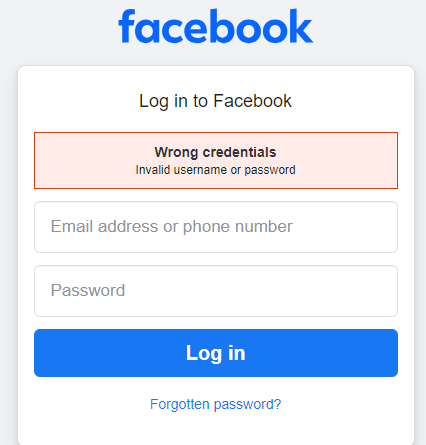 facebook
Log in to Facebook
Wrong credentials
Invalid username or password
Email address or phone number
Password
Log in
Forgotten password?